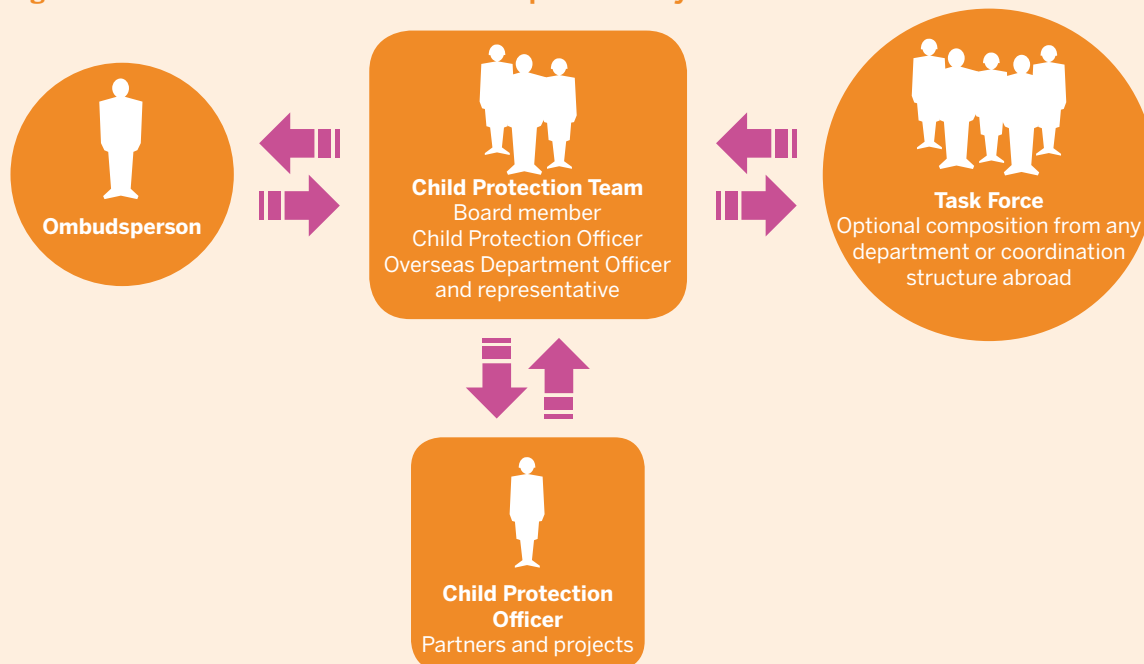 Ombudsperson
Child Protection Team
Board member
Child Protection Officer
Overseas Department Officer
and representative
Task Force
Optional composition from any
department or coordination
structure abroad
Child Protection
Officer
Partners and projects